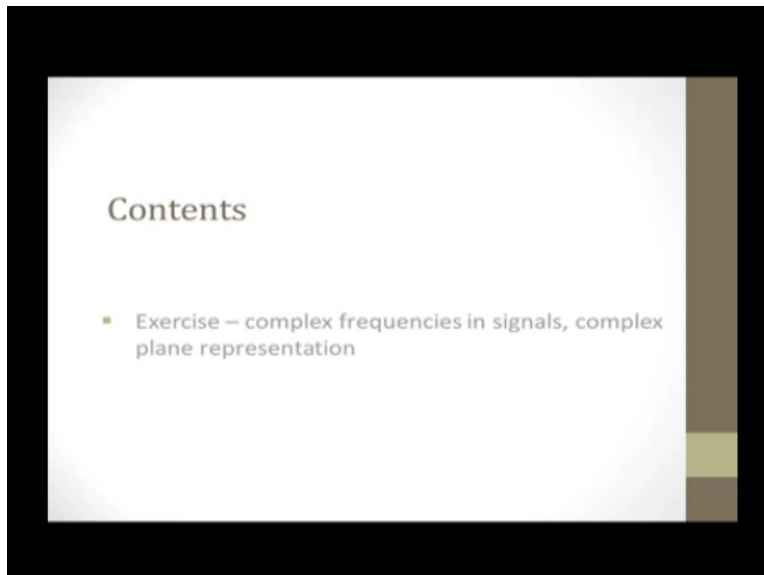 Contents
Exercise – complex frequencies in signals, complex
plane representation